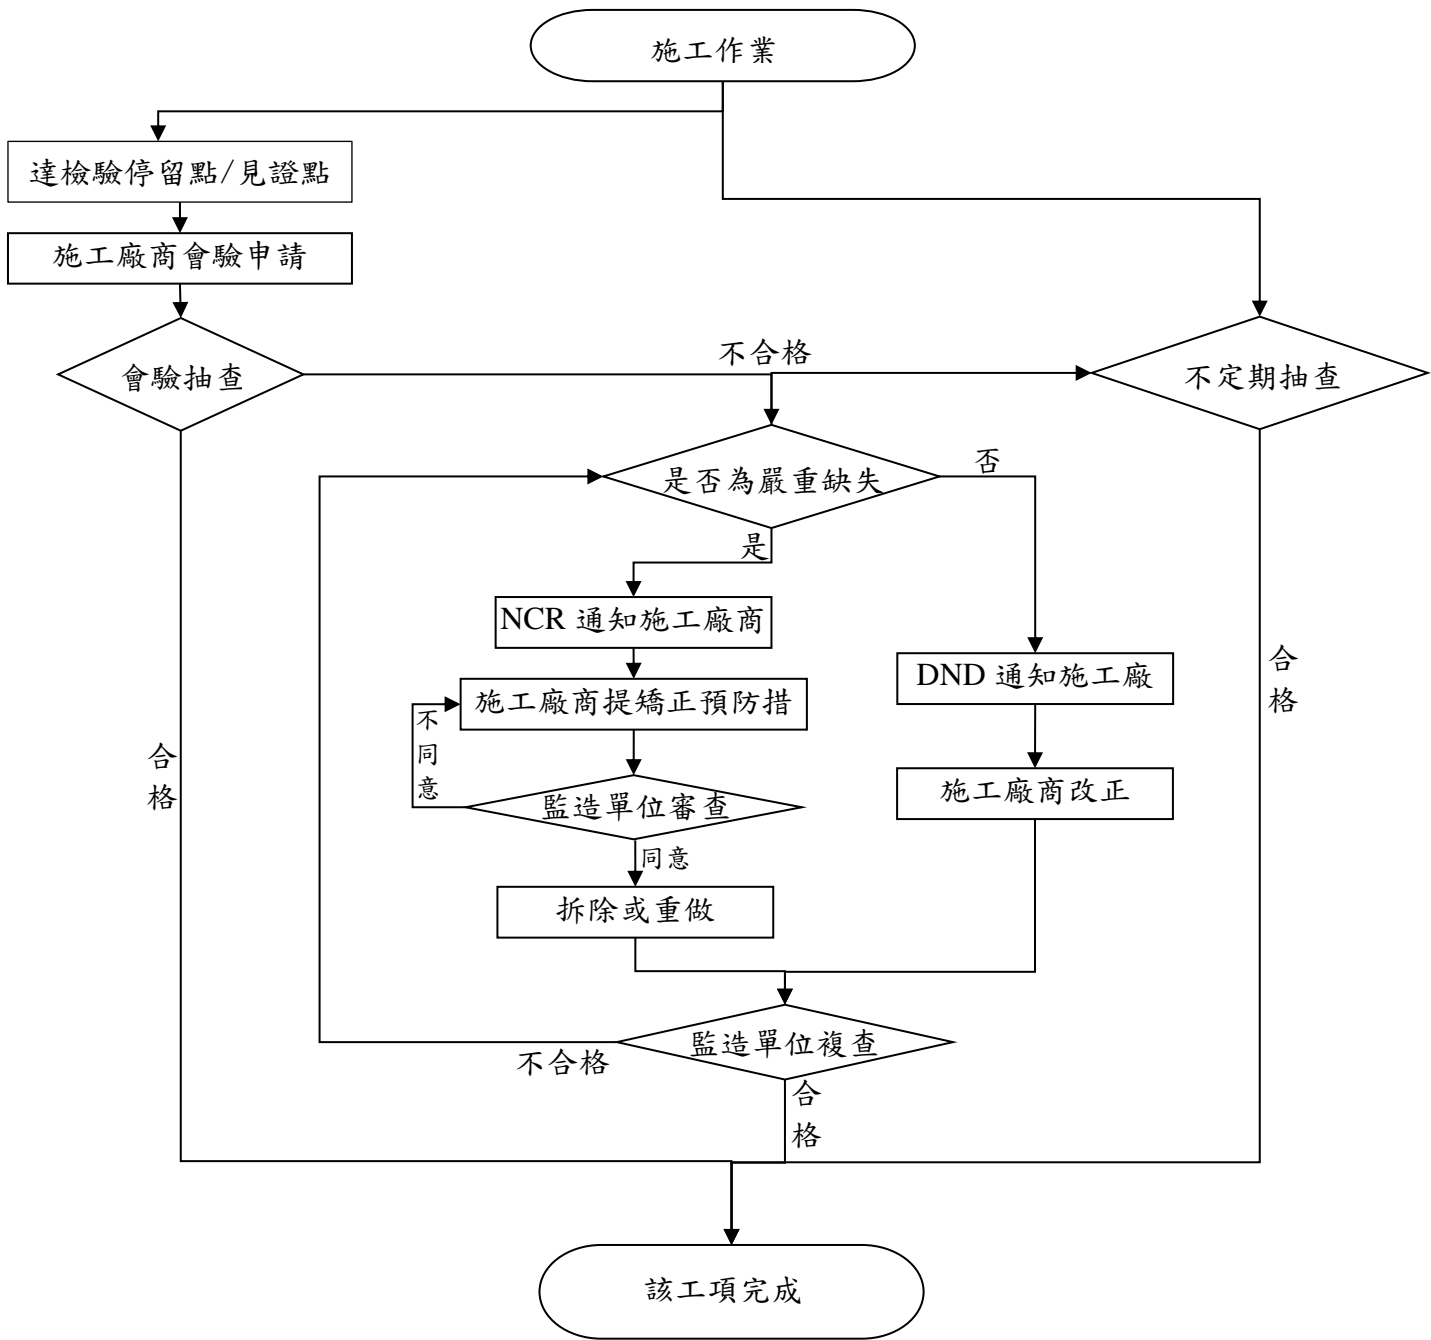 施工作業
達檢驗停留點/見證點
施工廠商會驗申請
會驗抽查
不合格
不定期抽查
是否為嚴重缺失
否
是
NCR 通知施工廠商
DND 通知施工廠
合格
施工廠商提矯正預防措
不同意
合格
監造單位審查
施工廠商改正
同意
拆除或重做
監造單位複查
不合格
合格
該工項完成